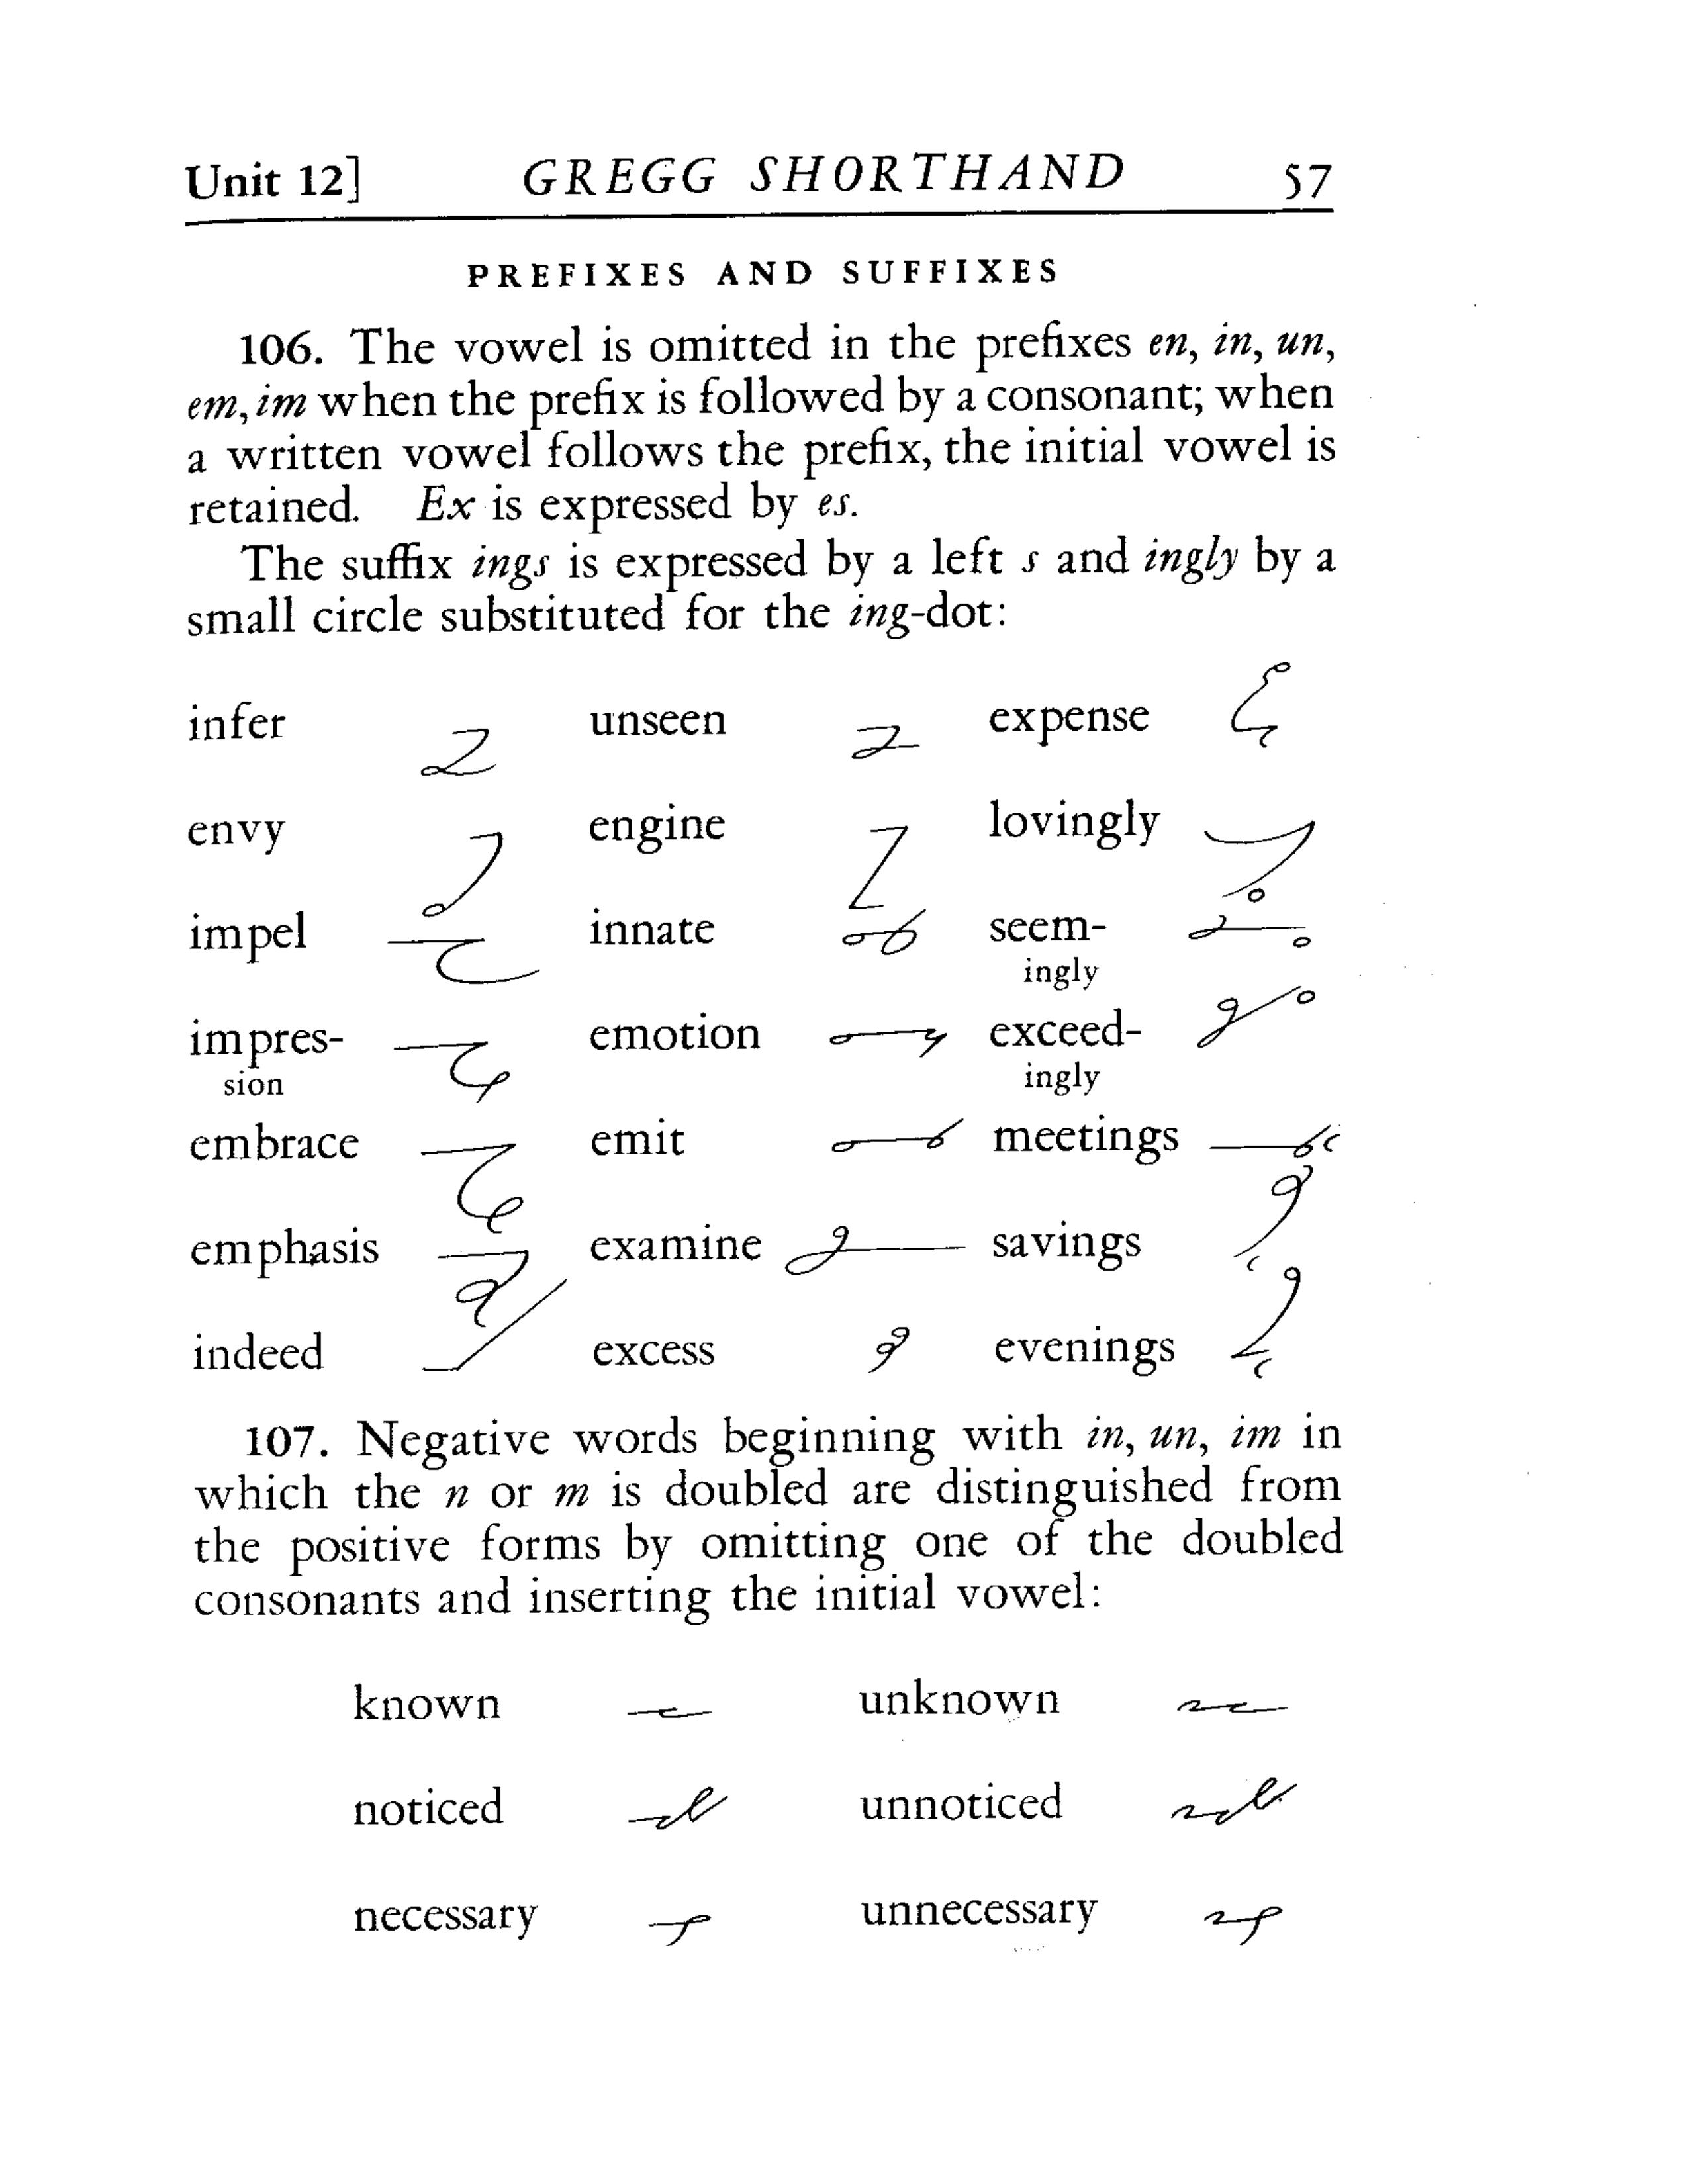 Unit 12] GREGG SHORTHAND 57
PREFIXES AND SUFFIXES
106. The vowel is omitted in the prefixes en, in, un,
em, im when the prefix is followed by a consonant; when
a written vowel follows the prefix, the initial vowel is
retained. Ex is expressed by es.
The suffix ings is expressed by a left s and ingly by a
small circle substituted for the ing-dot:
infer unseen expense
envy engine lovingly
impel innate seem-
ingly
impres- emotion exceed-
sion ingly
embrace emit meetings
emphasis examine savings
indeed excess evenings
107. Negative words beginning with in, un, im in
which the n or m is doubled are distinguished from
the positive forms by omitting one of the doubled
consonants and inserting the initial vowel:
known unknown
noticed unnoticed
necessary unnecessary